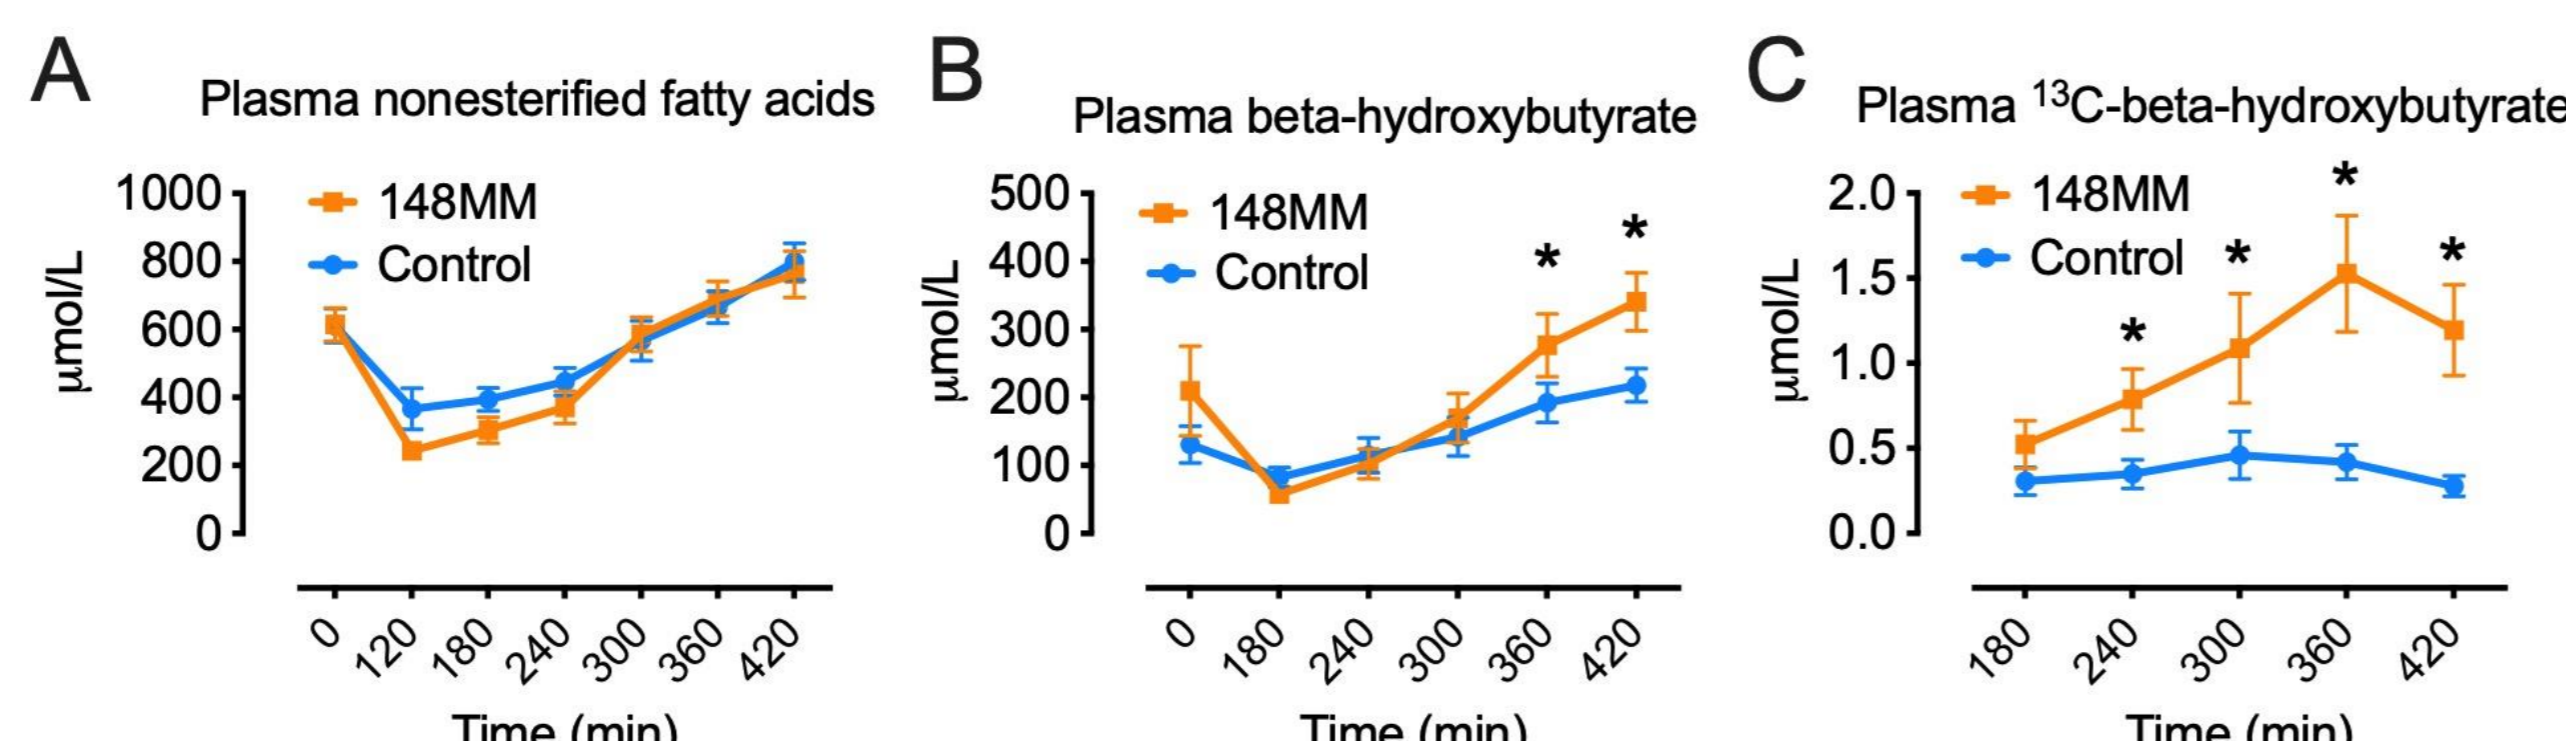 A
Plasma nonesterified fatty acids
1000
800
600
400
200
0
µmol/L
148MM
Control
0 120 180 240 300 360 420
Time (min)
B
Plasma beta-hydroxybutyrate
500
400
300
200
100
0
µmol/L
148MM
Control
*
*
0 180 240 300 360 420
Time (min)
C
Plasma ¹³C-beta-hydroxybutyrate
2.0
1.5
1.0
0.5
0.0
µmol/L
148MM
Control
*
*
*
*
180 240 300 360 420
Time (min)